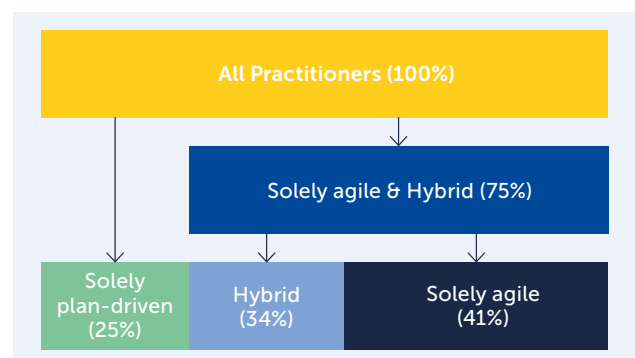 All Practitioners (100%)
Solely agile & Hybrid (75%)
Solely
plan-driven
(25%)
Hybrid
(34%)
Solely agile
(41%)